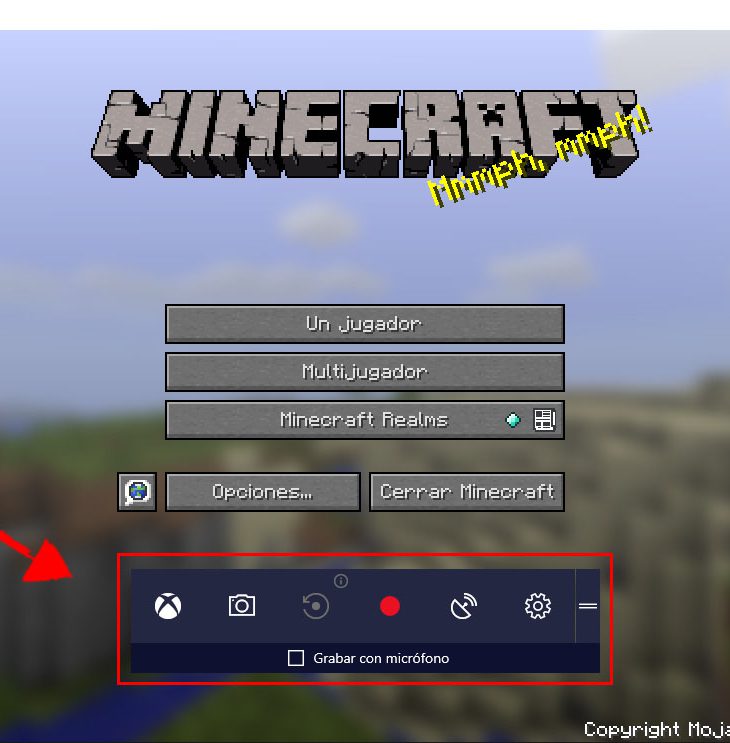 MINECRAFT
Mmmph, mmph!
Un jugador
Multijugador
Minecraft Realms
Opciones...
Cerrar Minecraft
Grabar con micrófono
Copyright Moja